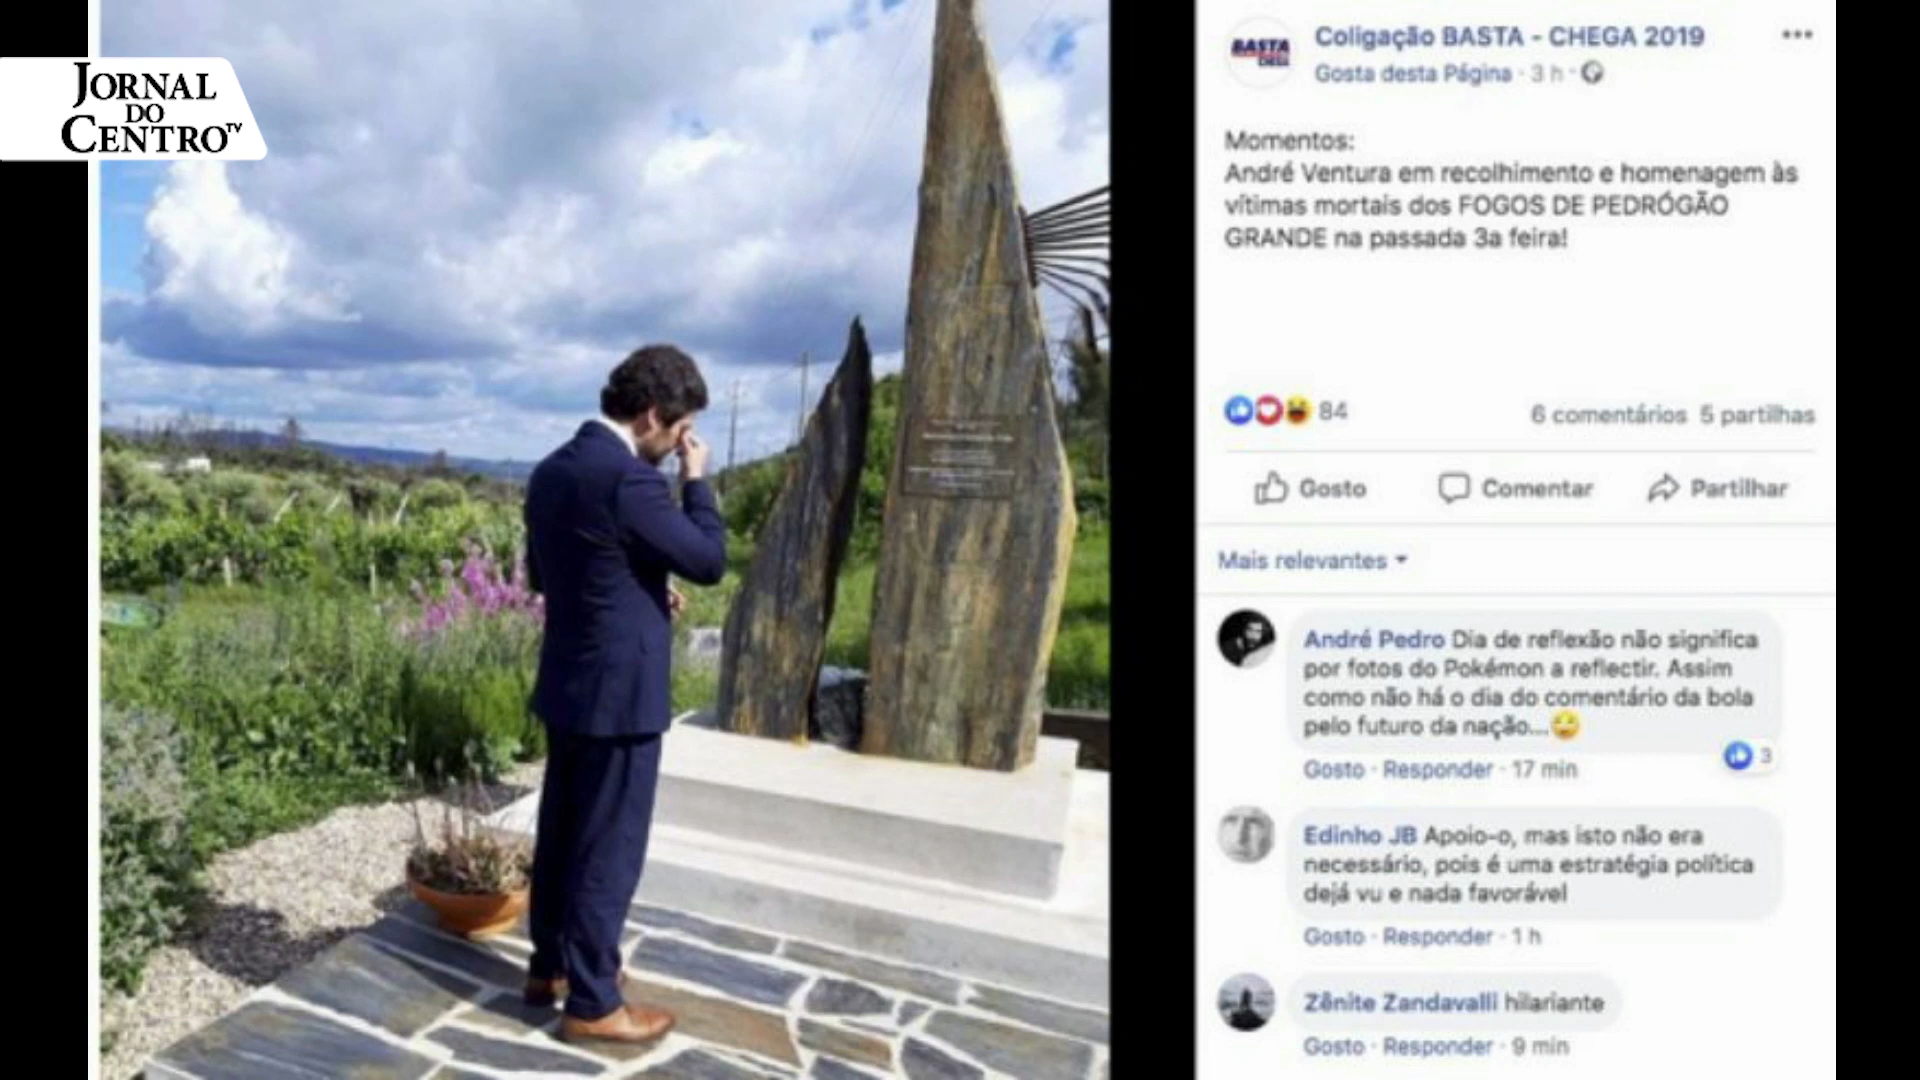 JORNAL
DO
CENTRO TV
BASTA
Coligação BASTA - CHEGA 2019
Gosta desta Página · 3 h ·
Momentos:
André Ventura em recolhimento e homenagem às
vítimas mortais dos FOGOS DE PEDRÓGÃO
GRANDE na passada 3a feira!
84
6 comentários 5 partilhas
Gosto Comentar Partilhar
Mais relevantes
André Pedro Dia de reflexão não significa
por fotos do Pokémon a reflectir. Assim
como não há o dia do comentário da bola
pelo futuro da nação...
3
Gosto · Responder · 17 min
Edinho JB Apoio-o, mas isto não era
necessário, pois é uma estratégia política
dejá vu e nada favorável
Gosto · Responder · 1 h
Zênite Zandavalli hilariante
Gosto · Responder · 9 min